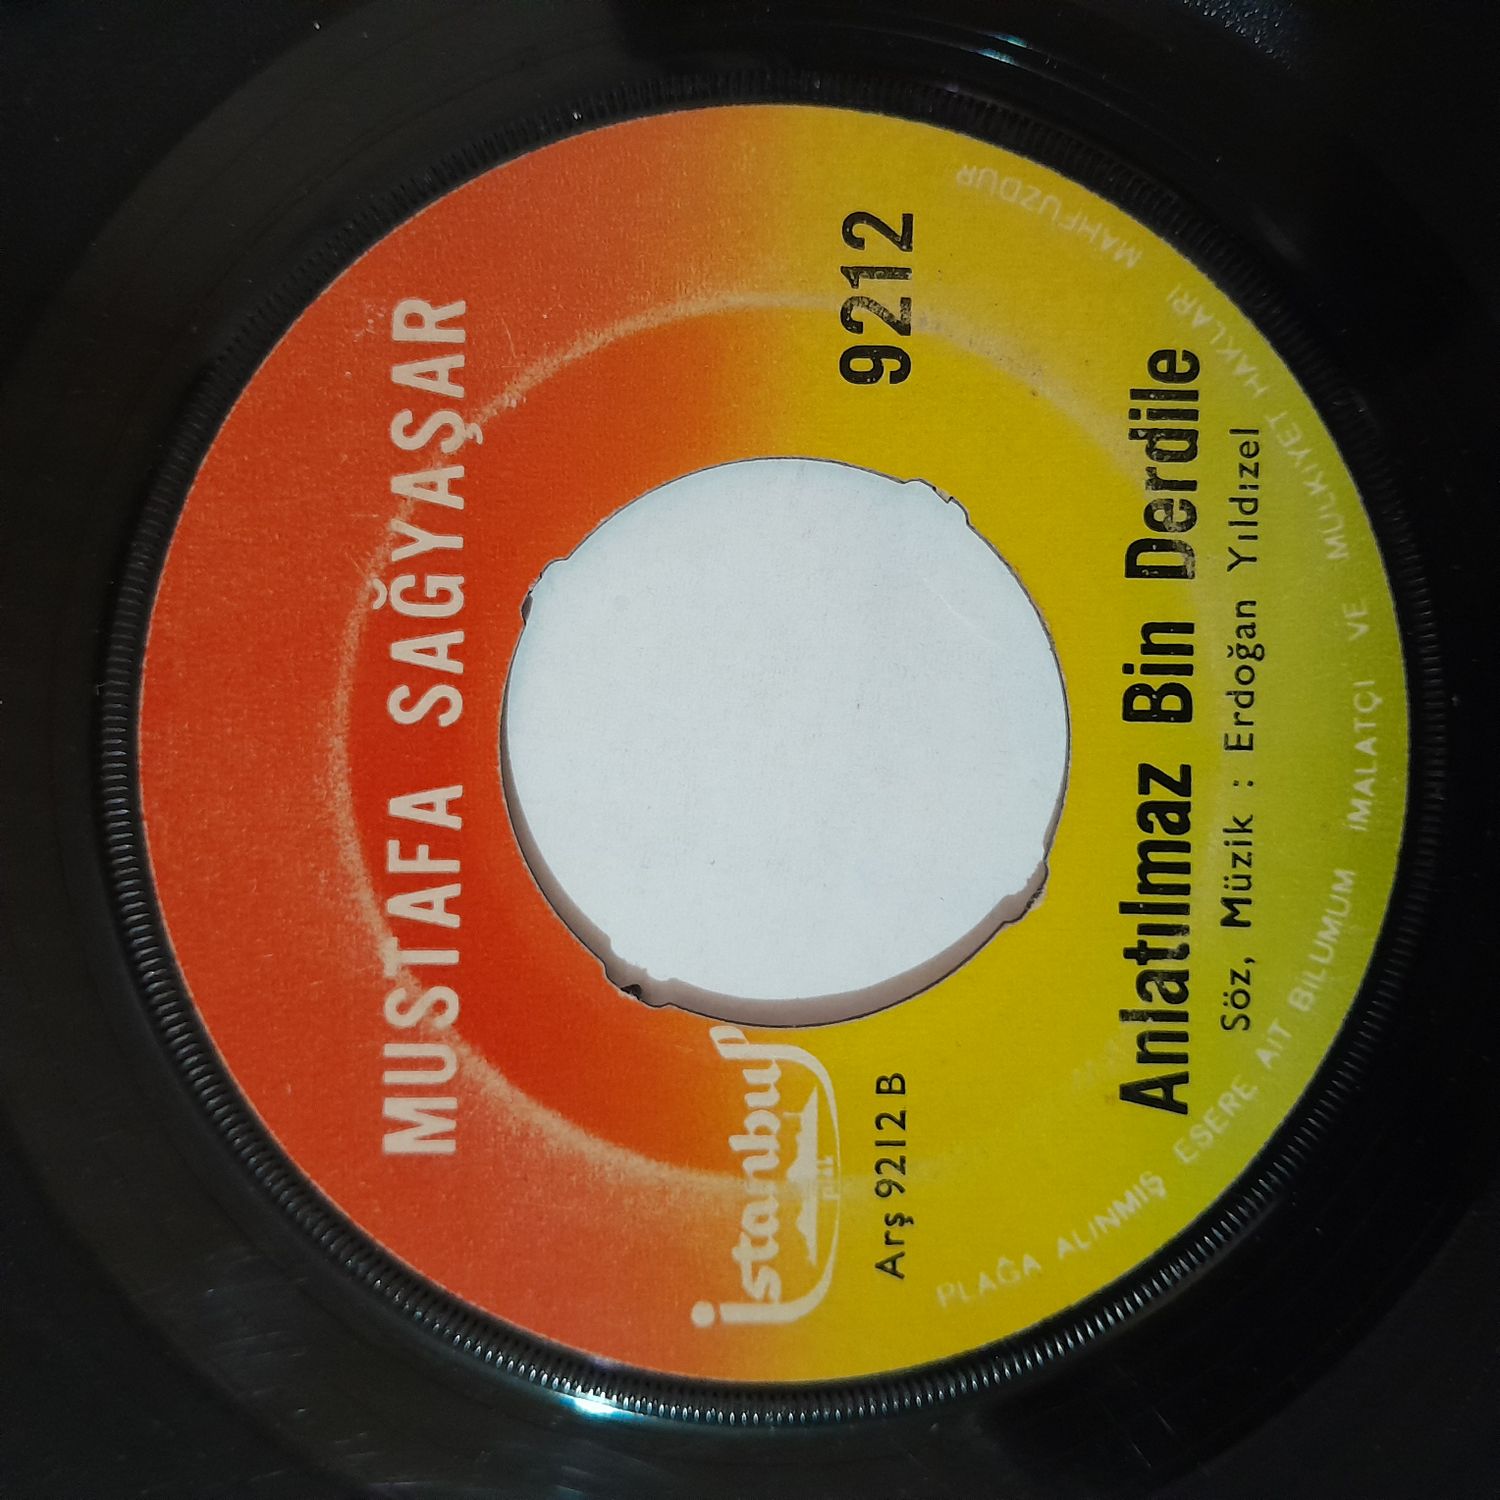 MUSTAFA SAĞYAŞAR
İstanbul
plak
9212
Arş 9212 B
Anlatılmaz Bin Derdile
Söz, Müzik : Erdoğan Yıldızel
PLAĞA ALINMIŞ ESERE AİT BİLUMUM İMALATÇI VE MÜLKİYET HAKLARI MAHFUZDUR